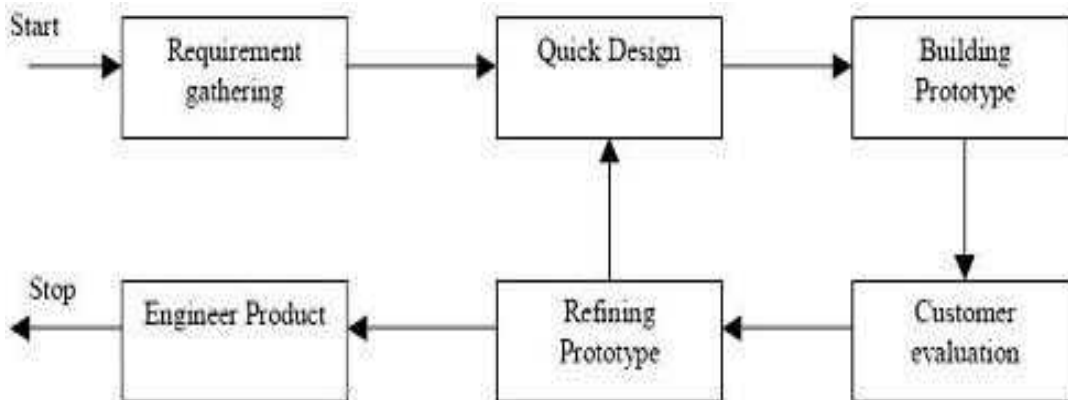 Start
Requirement
gathering
Quick Design
Building
Prototype
Stop
Engineer Product
Refining
Prototype
Customer
evaluation